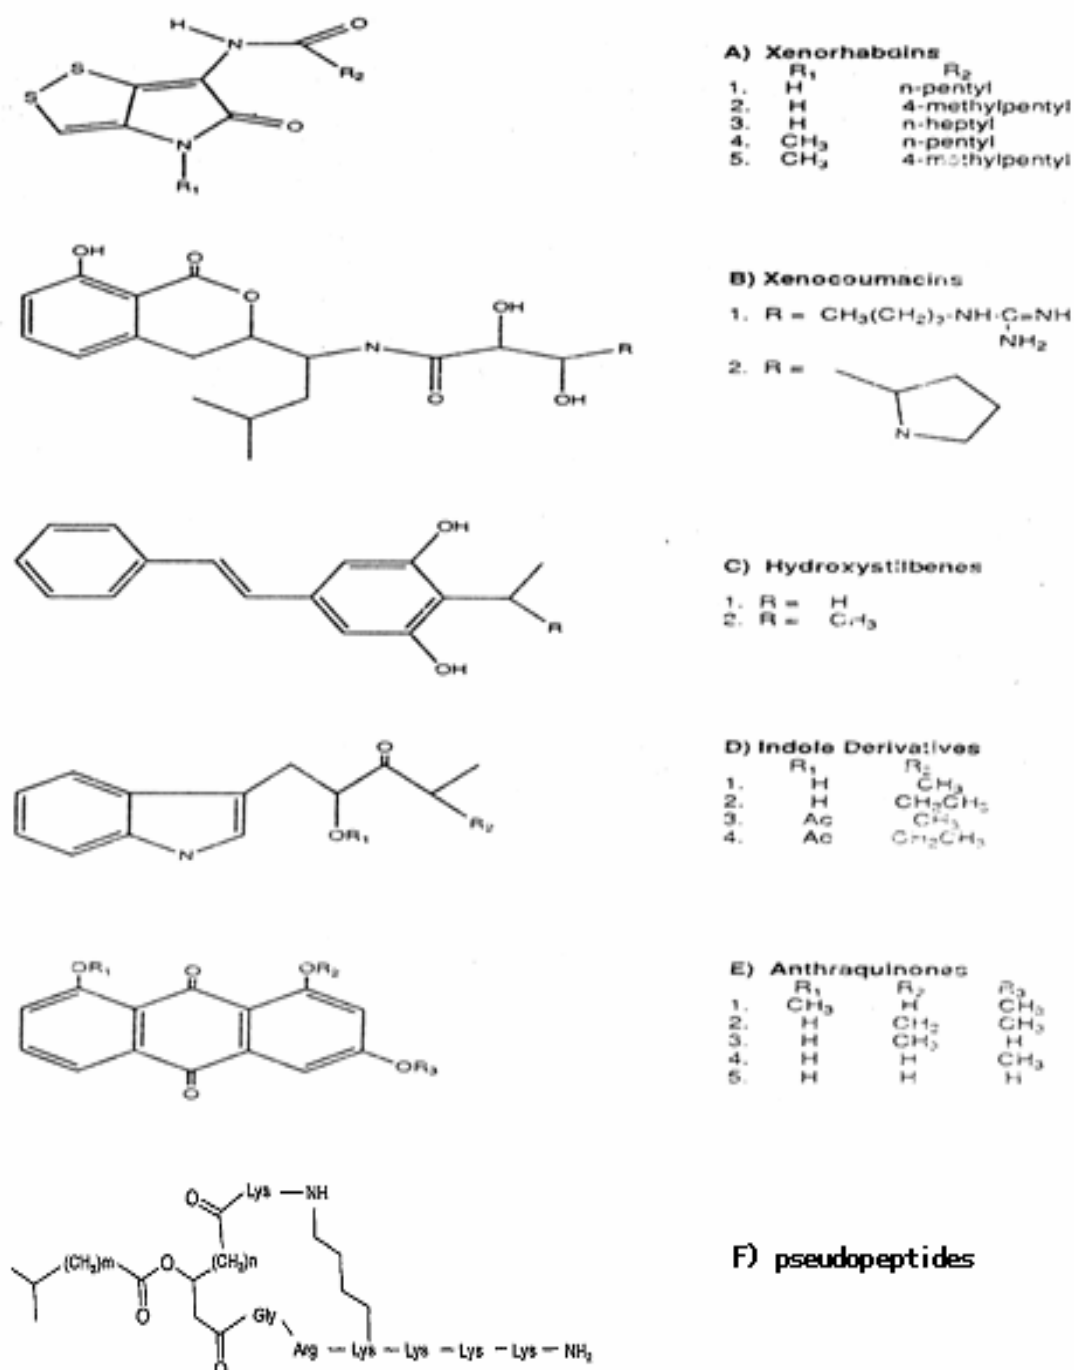 H
N
O
R₂
S
S
O
N
R₁
A) Xenorhabdins
R₁ R₂
1. H n-pentyl
2. H 4-methylpentyl
3. H n-heptyl
4. CH₃ n-pentyl
5. CH₃ 4-methylpentyl
OH
O
O
N
O
OH
R
OH
B) Xenocoumacins
1. R = CH₃(CH₂)₂-NH-C=NH
NH₂
2. R =
N
OH
R
OH
C) Hydroxystilbenes
1. R = H
2. R = CH₃
O
OR₁
R₂
N
D) Indole Derivatives
R₁ R₂
1. H CH₃
2. H CH₂CH₃
3. Ac CH₃
4. Ac CH₂CH₃
OR₁
O
OR₂
O
OR₃
E) Anthraquinones
R₁ R₂ R₃
1. CH₃ H CH₃
2. H CH₃ CH₃
3. H CH₃ H
4. H H CH₃
5. H H H
O
Lys — NH
(CH₂)m
O
(CH₂)n
O
Gly
O
Arg — Lys — Lys — Lys — Lys — NH₂
F) pseudopeptides